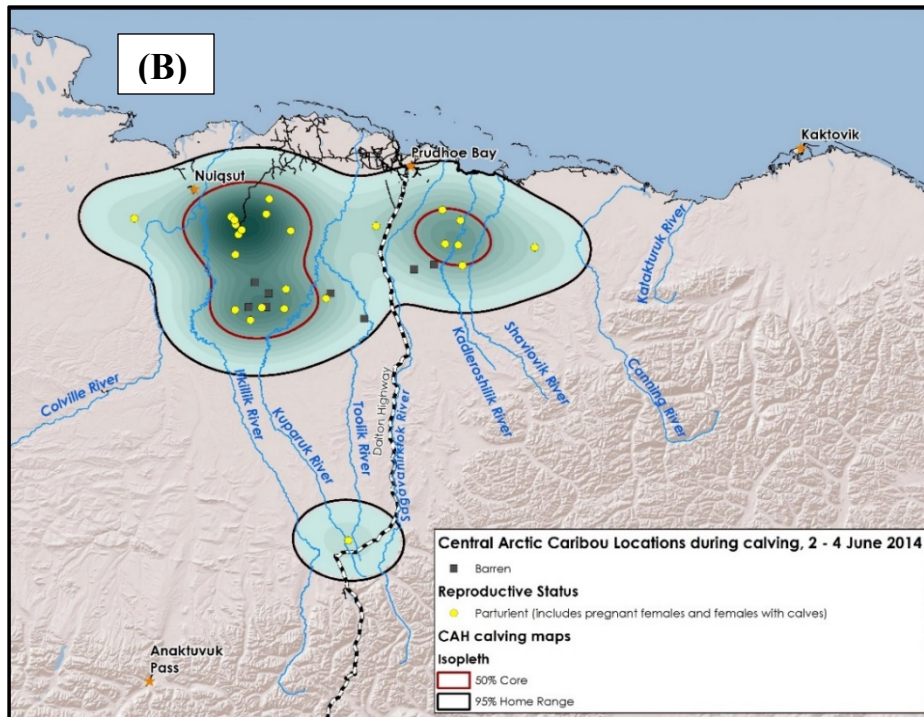 (B)
Kaktovik
Prudhoe Bay
Nuiqsut
Katakturuk River
Shaviovik River
Kadleroshilik River
Canning River
Colville River
Itkillik River
Kuparuk River
Toolik River
Dalton Highway
Sagavanirktok River
Anaktuvuk
Pass
Central Arctic Caribou Locations during calving, 2 - 4 June 2014
Barren
Reproductive Status
Parturient (includes pregnant females and females with calves)
CAH calving maps
Isopleth
50% Core
95% Home Range